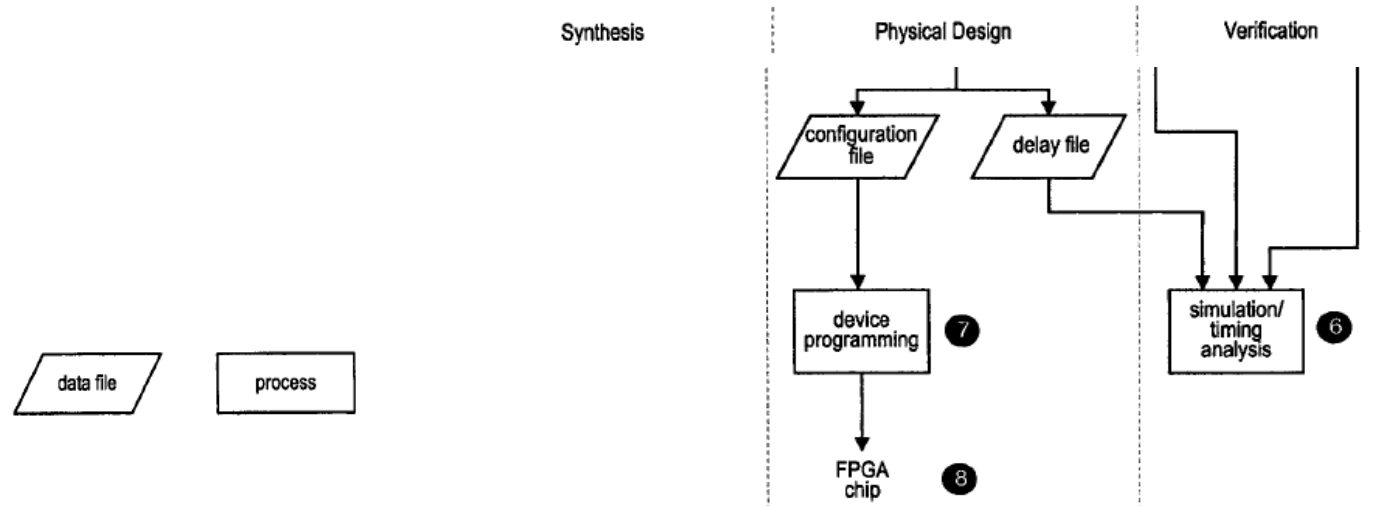 Synthesis
Physical Design
Verification
configuration
file
delay file
device
programming
7
simulation/
timing
analysis
6
data file
process
FPGA
chip
8